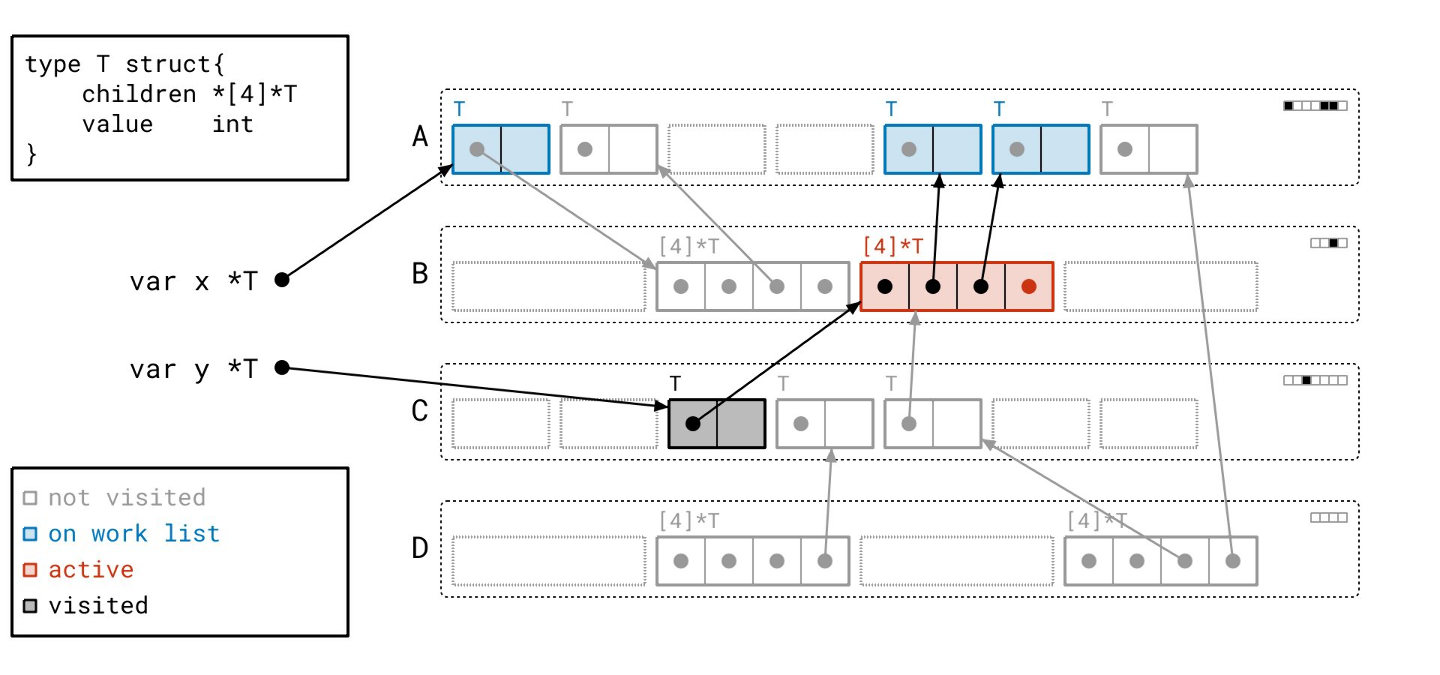 type T struct{
    children *[4]*T
    value    int
}
var x *T
var y *T
not visited
on work list
active
visited
A
T
T
T
T
T
B
[4]*T
[4]*T
C
T
T
T
D
[4]*T
[4]*T